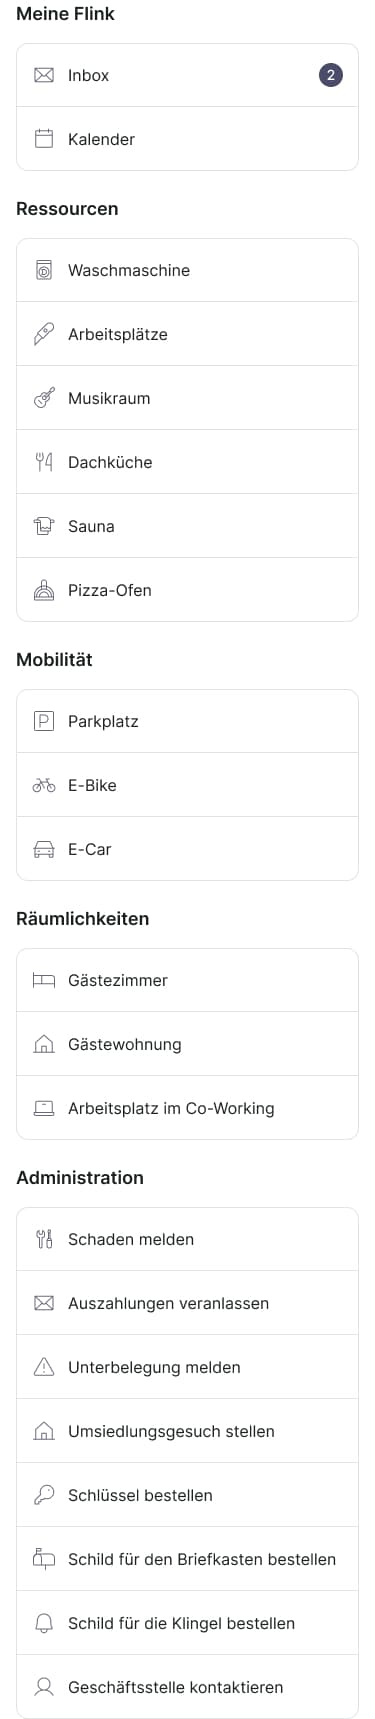 Meine Flink
Inbox 2
Kalender
Ressourcen
Waschmaschine
Arbeitsplätze
Musikraum
Dachküche
Sauna
Pizza-Ofen
Mobilität
P Parkplatz
E-Bike
E-Car
Räumlichkeiten
Gästezimmer
Gästewohnung
Arbeitsplatz im Co-Working
Administration
Schaden melden
Auszahlungen veranlassen
Unterbelegung melden
Umsiedlungsgesuch stellen
Schlüssel bestellen
Schild für den Briefkasten bestellen
Schild für die Klingel bestellen
Geschäftsstelle kontaktieren